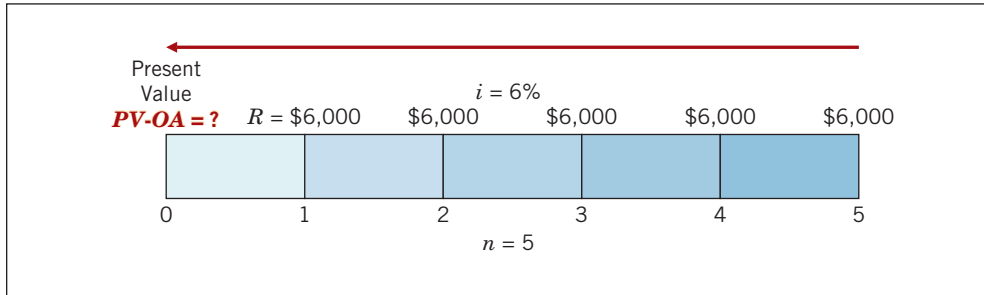 Present
Value
i = 6%
PV-OA = ? R = $6,000 $6,000 $6,000 $6,000 $6,000
0 1 2 3 4 5
n = 5